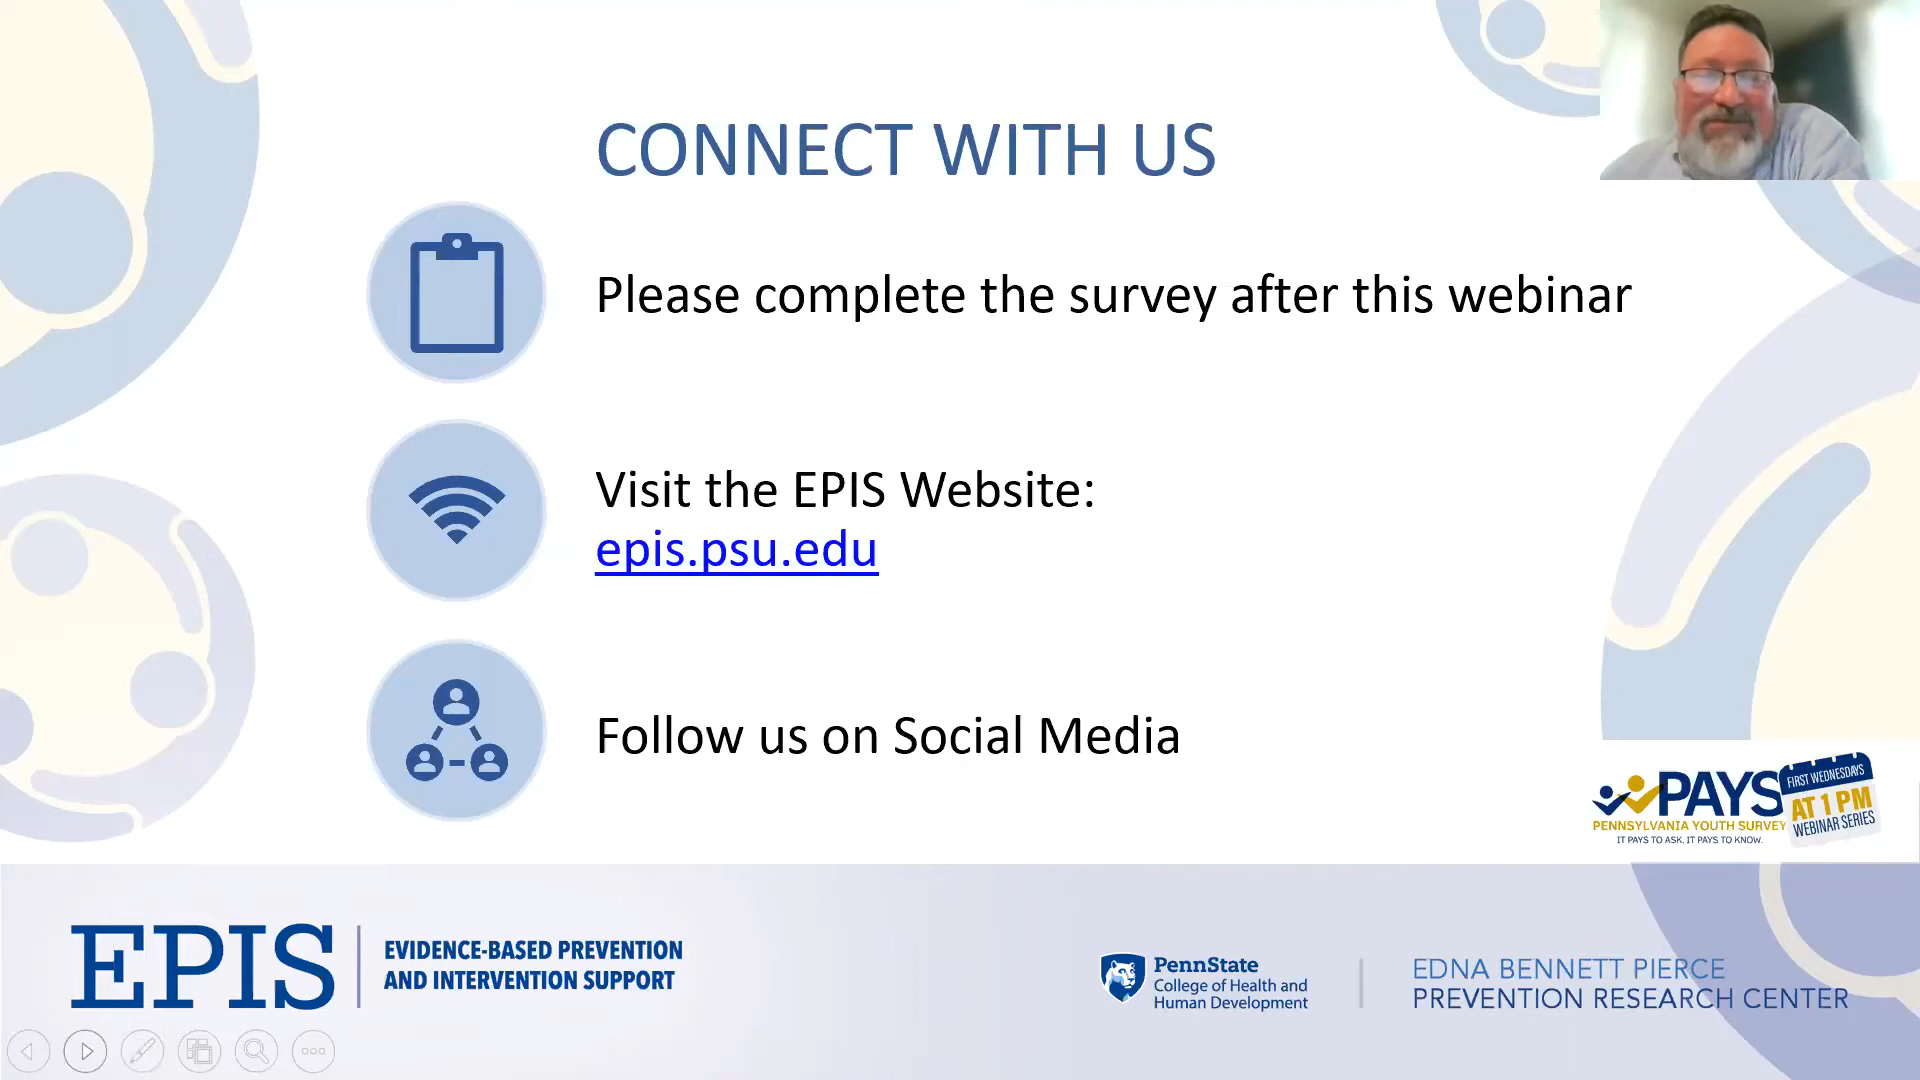 CONNECT WITH US
Please complete the survey after this webinar
Visit the EPIS Website:
epis.psu.edu
Follow us on Social Media
PAYS
PENNSYLVANIA YOUTH SURVEY
IT PAYS TO ASK. IT PAYS TO KNOW.
FIRST WEDNESDAYS
AT 1 PM
WEBINAR SERIES
EPIS
EVIDENCE-BASED PREVENTION
AND INTERVENTION SUPPORT
PennState
College of Health and
Human Development
EDNA BENNETT PIERCE
PREVENTION RESEARCH CENTER